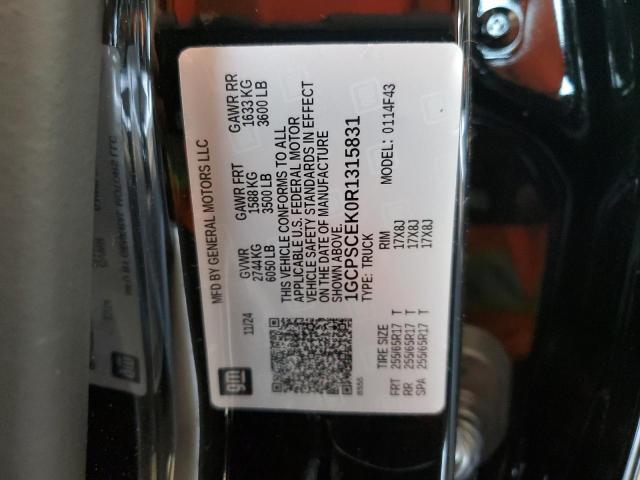 MFD BY GENERAL MOTORS LLC
11/24
GVWR GAWR FRT GAWR RR
2744 KG 1588 KG 1633 KG
6050 LB 3500 LB 3600 LB
THIS VEHICLE CONFORMS TO ALL
APPLICABLE U.S. FEDERAL MOTOR
VEHICLE SAFETY STANDARDS IN EFFECT
ON THE DATE OF MANUFACTURE
SHOWN ABOVE.
1GCPSCEK0R1315831
TYPE: TRUCK MODEL: 0114F43
gm
TIRE SIZE RIM
FRT 255/65R17 T 17X8J
RR 255/65R17 T 17X8J
SPA 255/65R17 T 17X8J